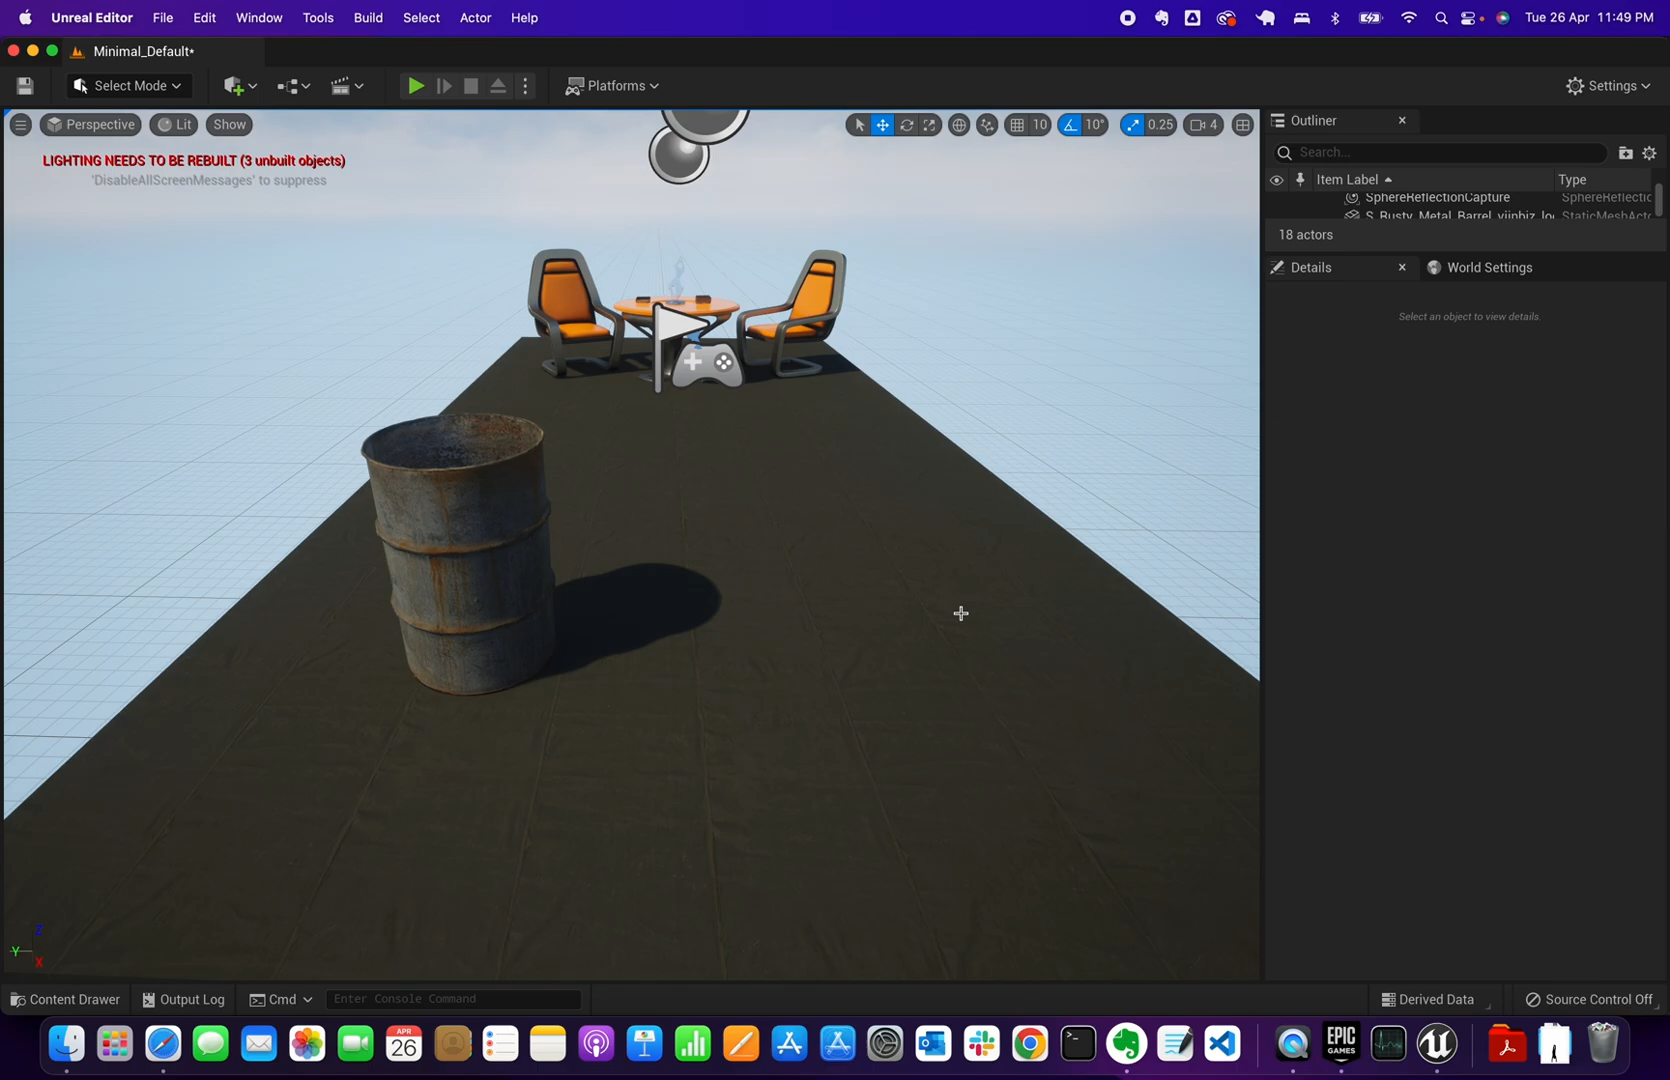 Unreal Editor File Edit Window Tools Build Select Actor Help Tue 26 Apr 11:49 PM
Minimal_Default*
Select Mode Platforms Settings
Perspective Lit Show 10 10° 0.25 4
LIGHTING NEEDS TO BE REBUILT (3 unbuilt objects)
'DisableAllScreenMessages' to suppress
Outliner
Search...
Item Label Type
SphereReflectionCapture SphereReflectic
S_Rusty_Metal_Barrel_viinbiz_lo StaticMeshActo
18 actors
Details World Settings
Select an object to view details.
Z
Y
X
Content Drawer Output Log Cmd Enter Console Command Derived Data Source Control Off
APR
26
EPIC
GAMES